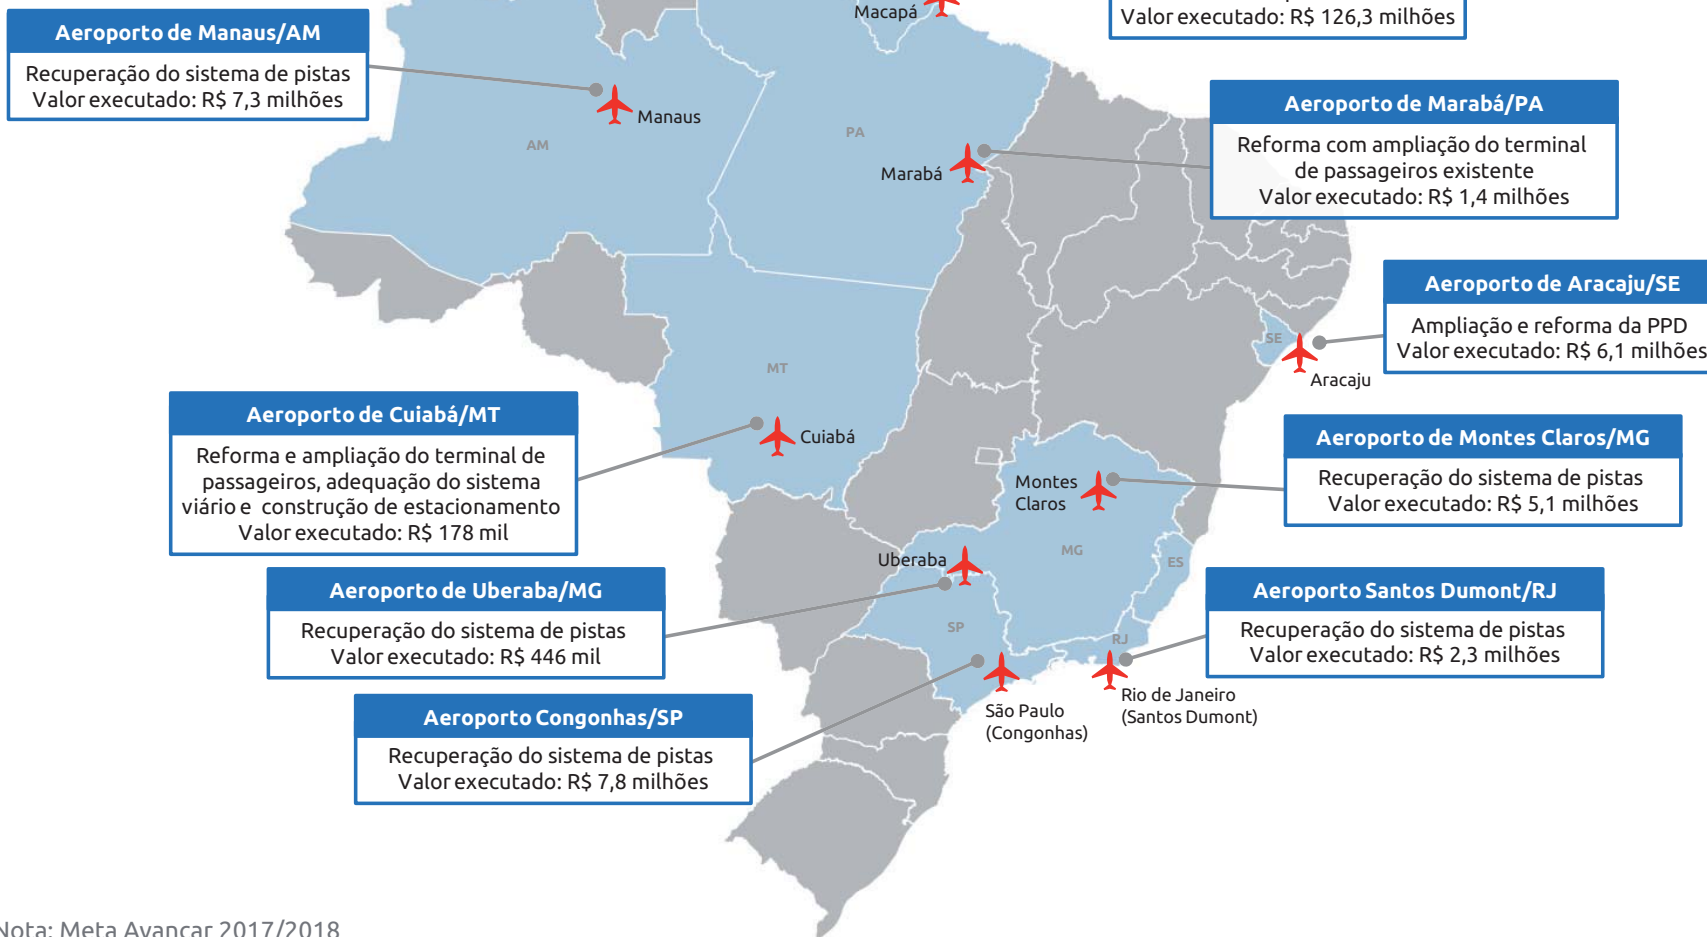 Macapá
Valor executado: R$ 126,3 milhões
Aeroporto de Manaus/AM
Recuperação do sistema de pistas
Valor executado: R$ 7,3 milhões
Manaus
AM
PA
Marabá
Aeroporto de Marabá/PA
Reforma com ampliação do terminal
de passageiros existente
Valor executado: R$ 1,4 milhões
Aeroporto de Aracaju/SE
Ampliação e reforma da PPD
Valor executado: R$ 6,1 milhões
SE
Aracaju
MT
Aeroporto de Cuiabá/MT
Reforma e ampliação do terminal de
passageiros, adequação do sistema
viário e construção de estacionamento
Valor executado: R$ 178 mil
Cuiabá
Aeroporto de Montes Claros/MG
Recuperação do sistema de pistas
Valor executado: R$ 5,1 milhões
Montes
Claros
MG
ES
Uberaba
Aeroporto de Uberaba/MG
Recuperação do sistema de pistas
Valor executado: R$ 446 mil
SP
RJ
Aeroporto Santos Dumont/RJ
Recuperação do sistema de pistas
Valor executado: R$ 2,3 milhões
Rio de Janeiro
(Santos Dumont)
São Paulo
(Congonhas)
Aeroporto Congonhas/SP
Recuperação do sistema de pistas
Valor executado: R$ 7,8 milhões
Nota: Meta Avançar 2017/2018